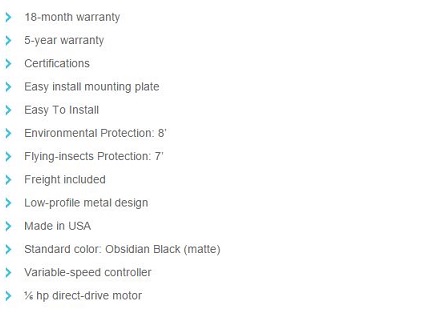 18-month warranty
5-year warranty
Certifications
Easy install mounting plate
Easy To Install
Environmental Protection: 8'
Flying-insects Protection: 7'
Freight included
Low-profile metal design
Made in USA
Standard color: Obsidian Black (matte)
Variable-speed controller
hp direct-drive motor